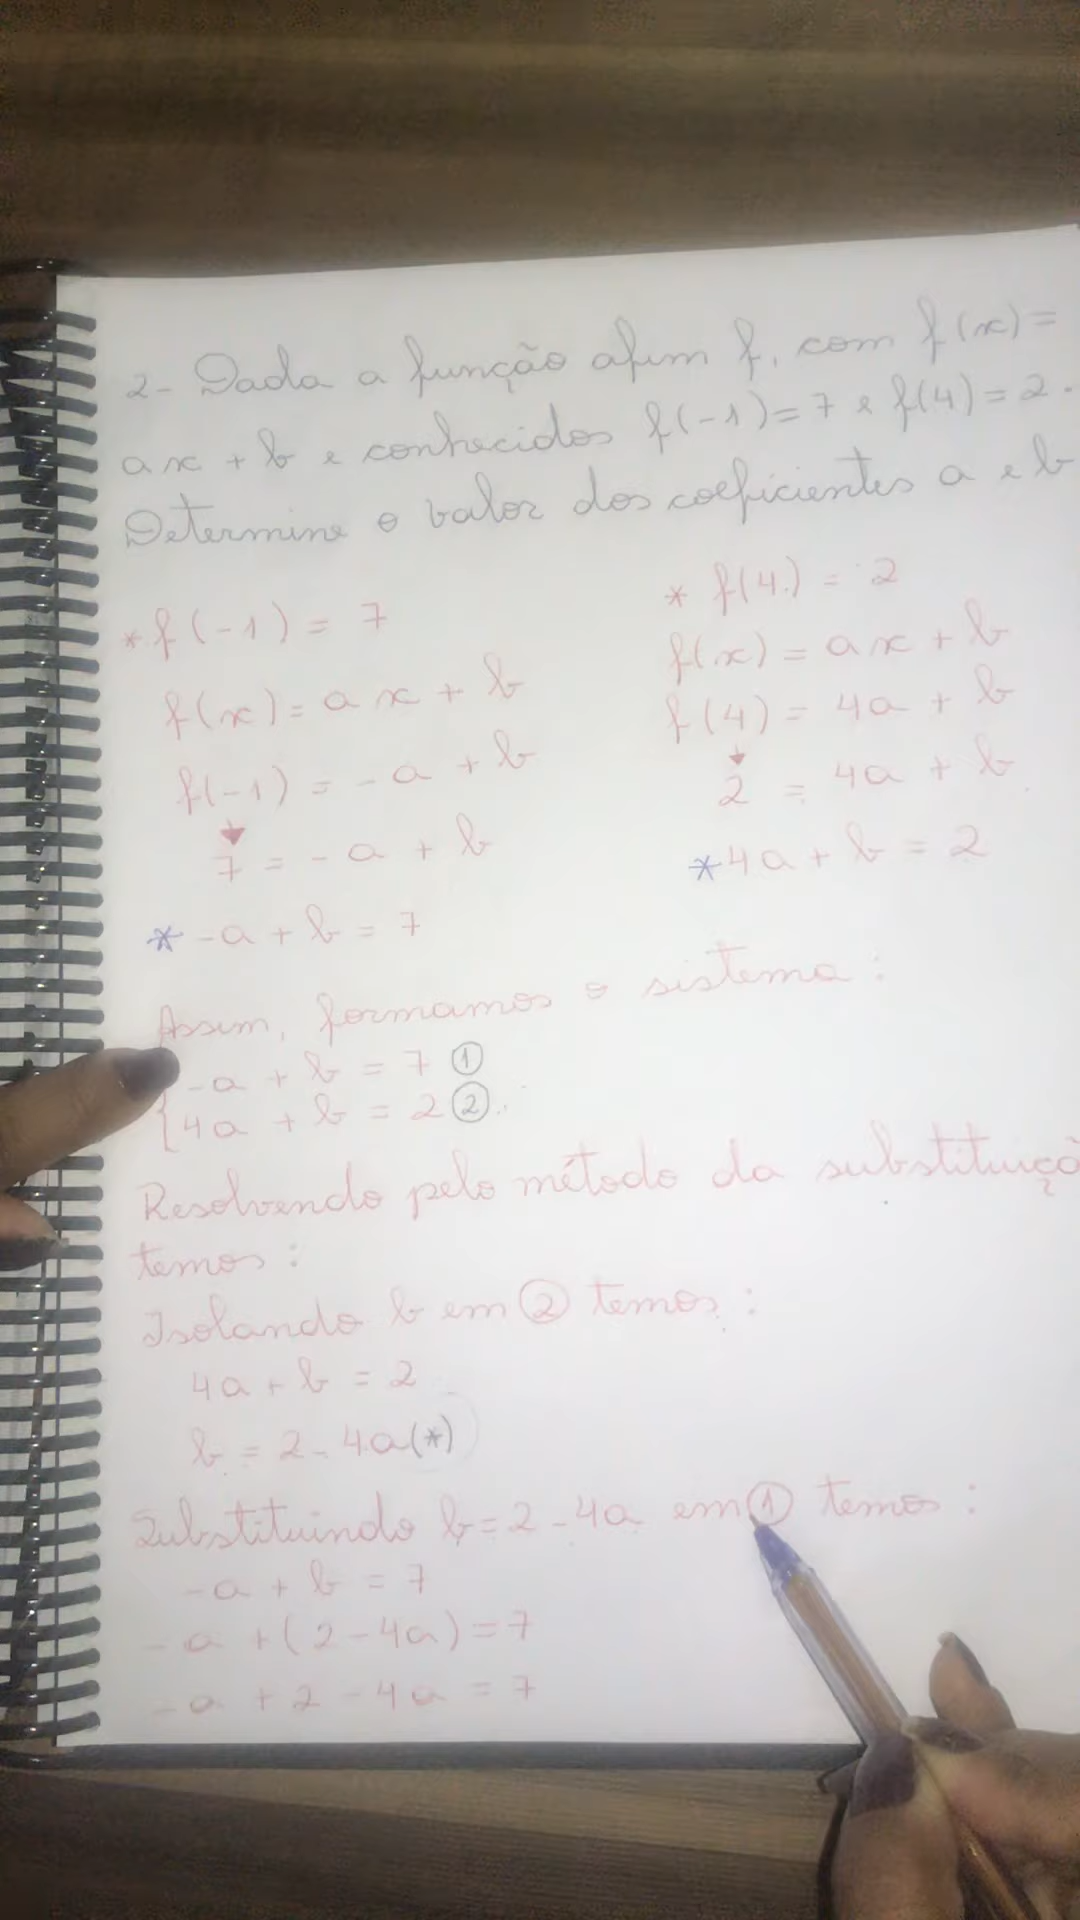 2- Dada a função afim f, com f(x) =
ax + b e conhecidos f(-1)=7 e f(4)=2.
Determine o valor dos coeficientes a e b
* f(-1) = 7
f(x) = ax + b
f(-1) = -a + b
7 = -a + b
* -a + b = 7
* f(4) = 2
f(x) = ax + b
f(4) = 4a + b
2 = 4a + b
* 4a + b = 2
Assim, formamos o sistema:
-a + b = 7 ①
{4a + b = 2 ②
Resolvendo pelo método da substituiçã
temos:
Isolando b em ② temos:
4a + b = 2
b = 2 - 4a(*)
Substituindo b = 2 - 4a em ① temos:
-a + b = 7
-a + (2 - 4a) = 7
-a + 2 - 4a = 7